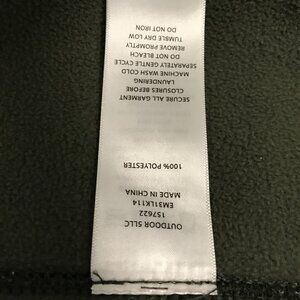 OUTDOOR 5LLC
157622
EM31LK114
MADE IN CHINA
100% POLYESTER
SECURE ALL GARMENT
CLOSURES BEFORE
LAUNDERING
MACHINE WASH COLD
SEPARATELY GENTLE CYCLE
DO NOT BLEACH
REMOVE PROMPTLY
TUMBLE DRY LOW
DO NOT IRON